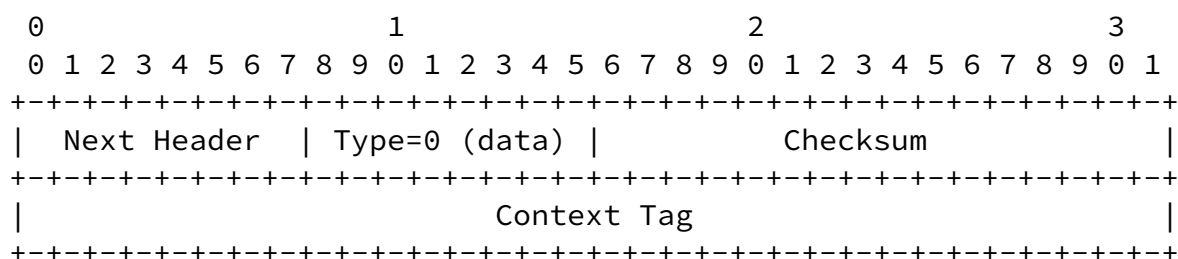 0                   1                   2                   3
 0 1 2 3 4 5 6 7 8 9 0 1 2 3 4 5 6 7 8 9 0 1 2 3 4 5 6 7 8 9 0 1
+-+-+-+-+-+-+-+-+-+-+-+-+-+-+-+-+-+-+-+-+-+-+-+-+-+-+-+-+-+-+-+-+
|  Next Header  | Type=0 (data) |          Checksum             |
+-+-+-+-+-+-+-+-+-+-+-+-+-+-+-+-+-+-+-+-+-+-+-+-+-+-+-+-+-+-+-+-+
|                          Context Tag                          |
+-+-+-+-+-+-+-+-+-+-+-+-+-+-+-+-+-+-+-+-+-+-+-+-+-+-+-+-+-+-+-+-+